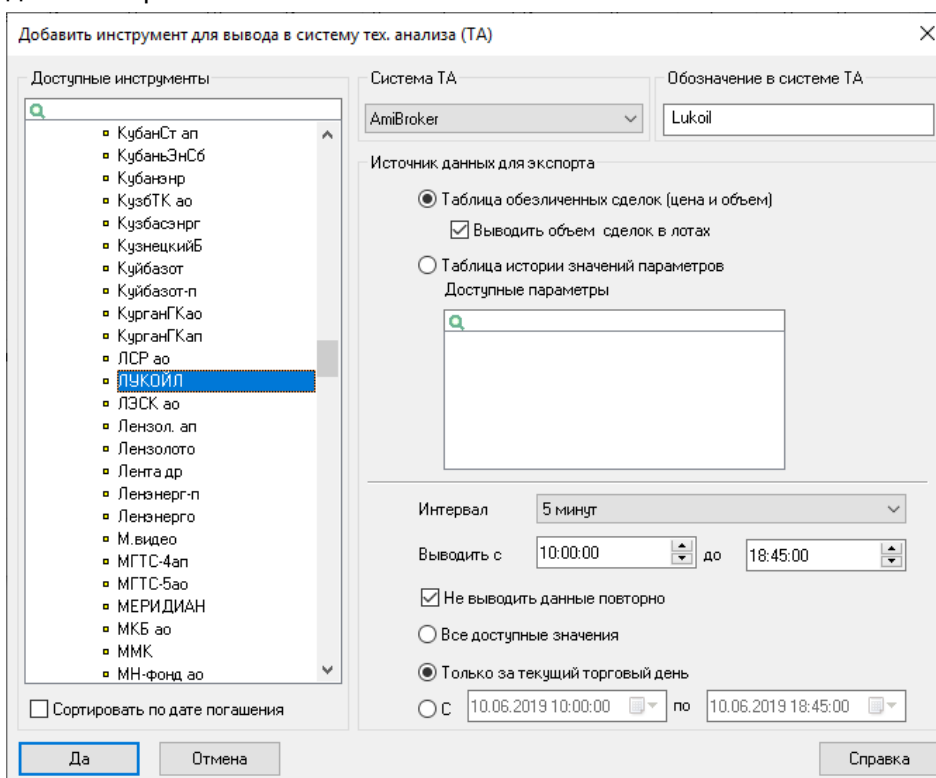 Добавить инструмент для вывода в систему тех. анализа (ТА)
Доступные инструменты
КубанСт ап
КубаньЭнСб
Кубанэнр
КузбТК ао
Кузбасэнрг
КузнецкийБ
Куйбазот
Куйбазот-п
КурганГКао
КурганГКап
ЛСР ао
ЛУКОЙЛ
ЛЭСК ао
Лензол. ап
Лензолото
Лента др
Ленэнерг-п
Ленэнерго
М.видео
МГТС-4ап
МГТС-5ао
МЕРИДИАН
МКБ ао
ММК
МН-фонд ао
Сортировать по дате погашения
Система ТА
AmiBroker
Обозначение в системе ТА
Lukoil
Источник данных для экспорта
Таблица обезличенных сделок (цена и объем)
Выводить объем сделок в лотах
Таблица истории значений параметров
Доступные параметры
Интервал 5 минут
Выводить с 10:00:00 до 18:45:00
Не выводить данные повторно
Все доступные значения
Только за текущий торговый день
С 10.06.2019 10:00:00 по 10.06.2019 18:45:00
Да Отмена Справка